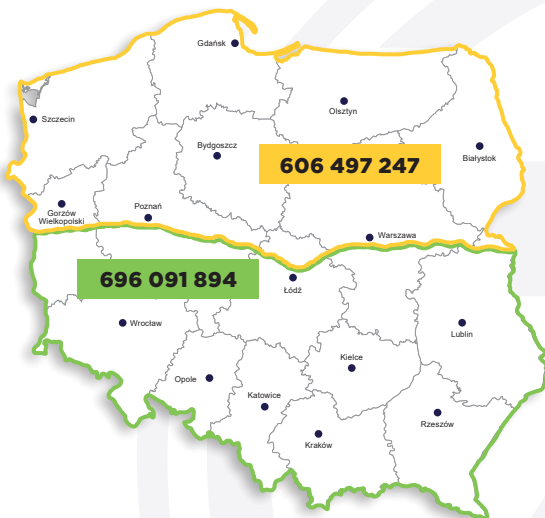 Gdańsk
Olsztyn
Szczecin
Bydgoszcz
606 497 247
Białystok
Gorzów
Wielkopolski
Poznań
Warszawa
696 091 894
Łódź
Wrocław
Lublin
Kielce
Opole
Katowice
Rzeszów
Kraków